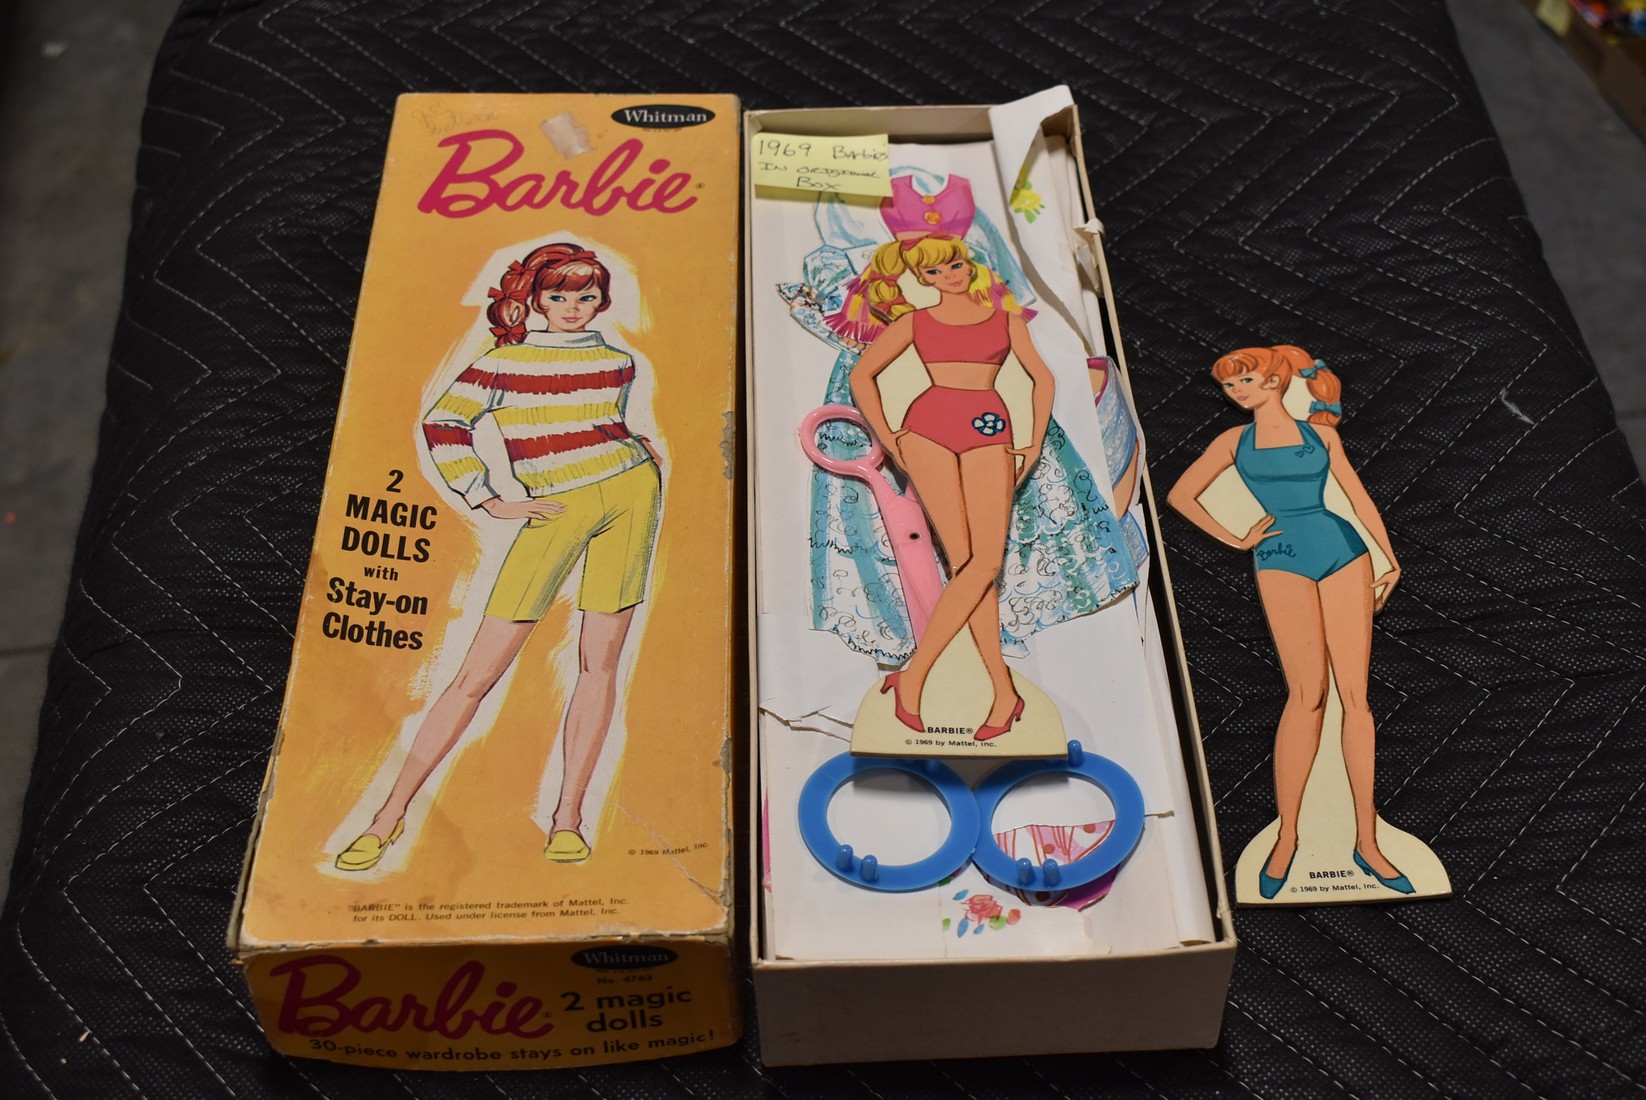 Whitman
Barbie®
2
MAGIC
DOLLS
with
Stay-on
Clothes
© 1969 Mattel, Inc.
"BARBIE" is the registered trademark of Mattel, Inc.
for its DOLL. Used under license from Mattel, Inc.
Whitman
No. 4763
Barbie® 2 magic
dolls
30-piece wardrobe stays on like magic!
1969 Barbie's
IN ORIGINAL
BOX
BARBIE®
© 1969 by Mattel, Inc.
Barbie
BARBIE®
© 1969 by Mattel, Inc.